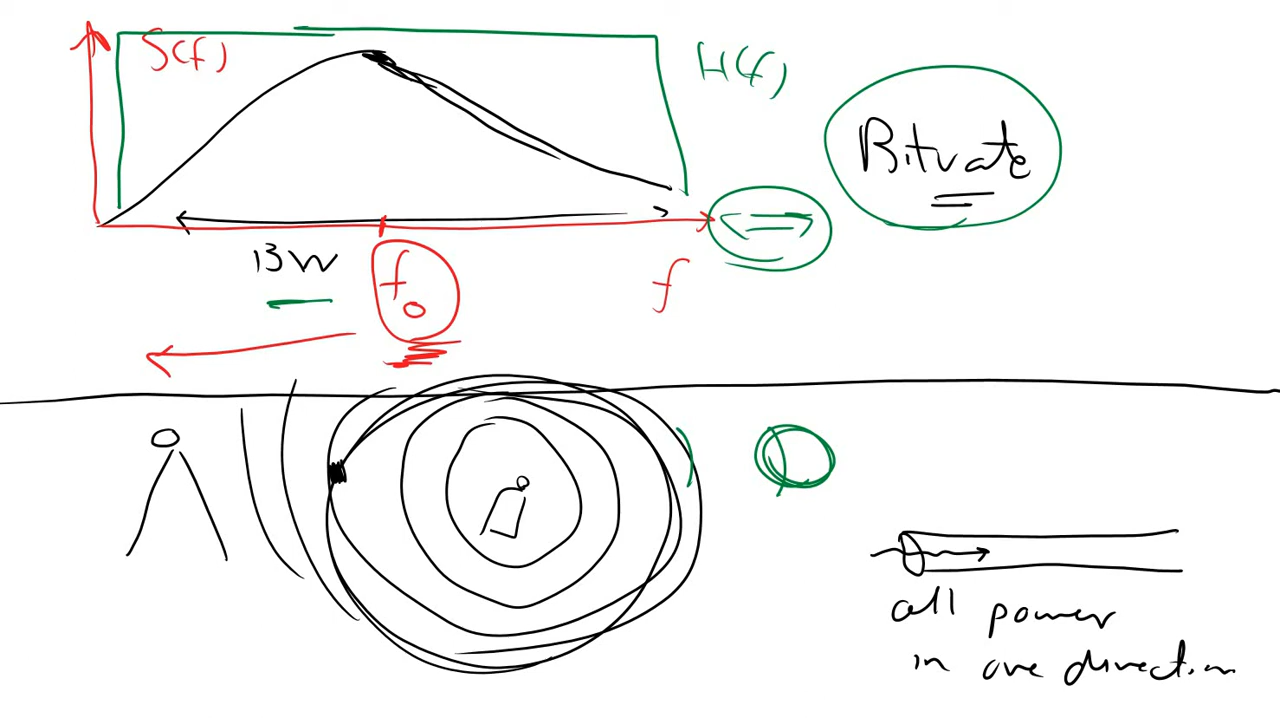 S(f)
H(f)
Bitrate
BW
f₀
f
all power
in one direction